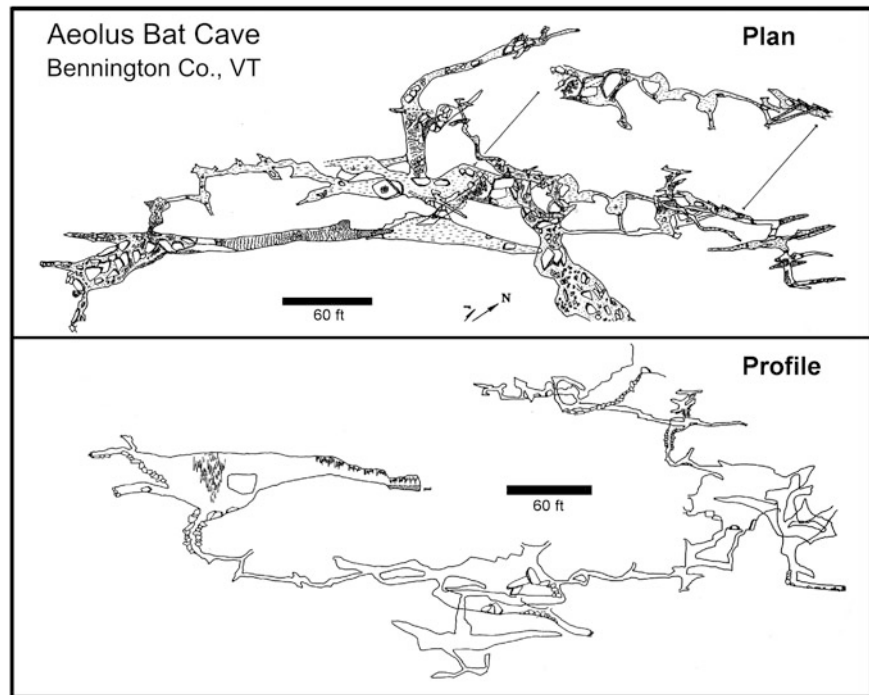 Aeolus Bat Cave
Bennington Co., VT
Plan
60 ft
N
Profile
60 ft